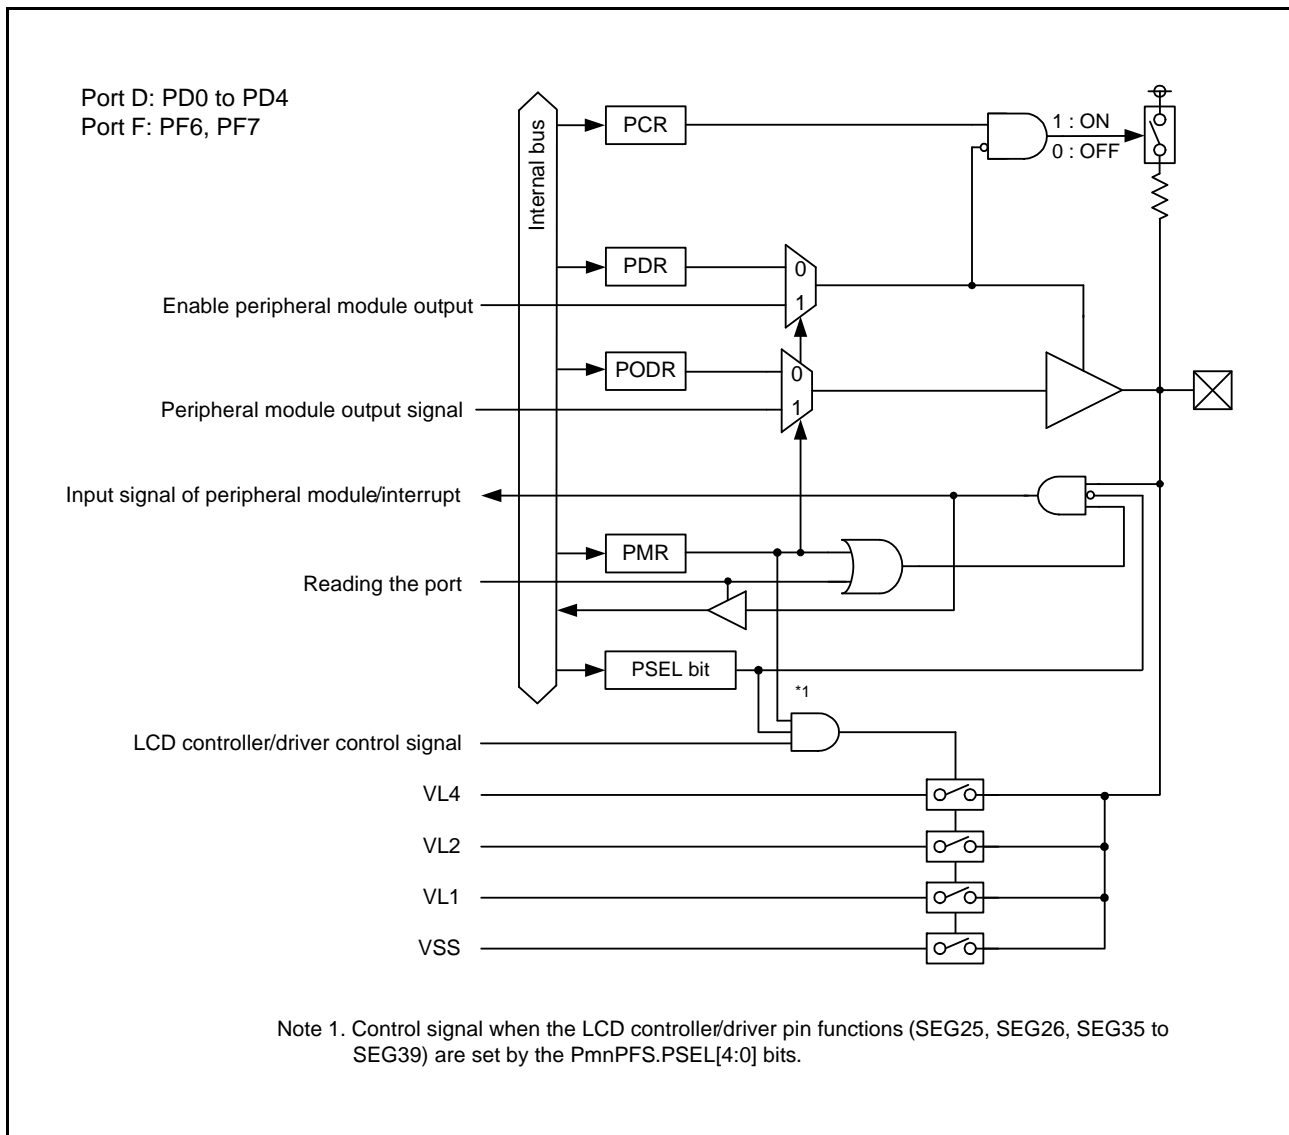 Port D: PD0 to PD4
Port F: PF6, PF7
Internal bus
PCR
1 : ON
0 : OFF
PDR
0
Enable peripheral module output
1
PODR
0
Peripheral module output signal
1
Input signal of peripheral module/interrupt
PMR
Reading the port
PSEL bit
*1
LCD controller/driver control signal
VL4
VL2
VL1
VSS
Note 1. Control signal when the LCD controller/driver pin functions (SEG25, SEG26, SEG35 to
SEG39) are set by the PmnPFS.PSEL[4:0] bits.